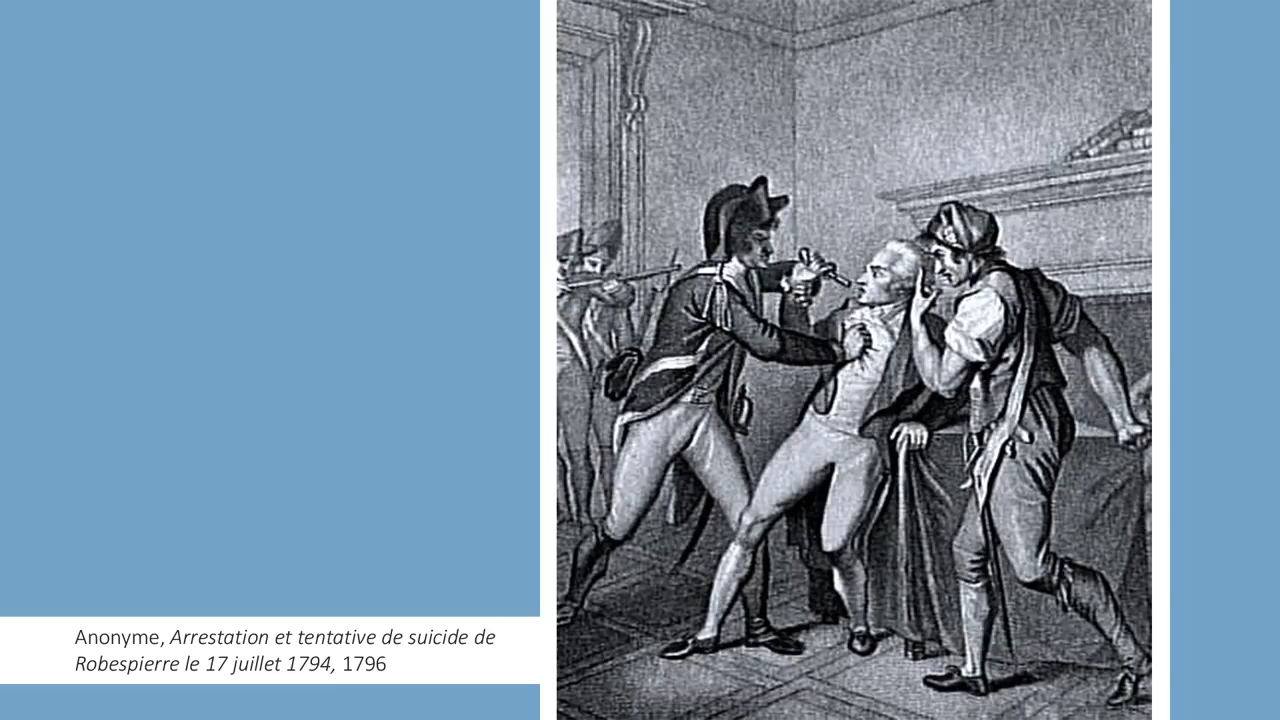 Anonyme, Arrestation et tentative de suicide de
Robespierre le 17 juillet 1794, 1796